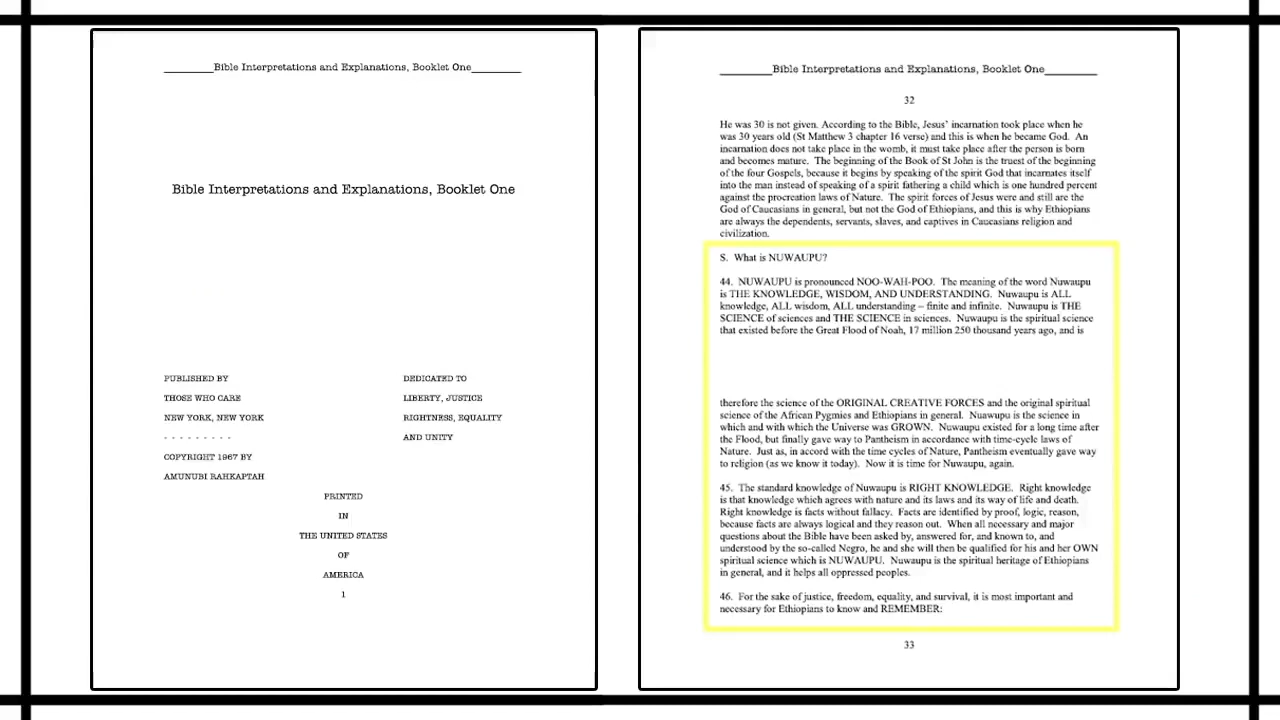 Bible Interpretations and Explanations, Booklet One
Bible Interpretations and Explanations, Booklet One
PUBLISHED BY
THOSE WHO CARE
NEW YORK, NEW YORK
- - - - - - - - -
COPYRIGHT 1967 BY
AMUNUBI RAHKAPTAH
DEDICATED TO
LIBERTY, JUSTICE
RIGHTNESS, EQUALITY
AND UNITY
PRINTED
IN
THE UNITED STATES
OF
AMERICA
1
Bible Interpretations and Explanations, Booklet One
32
He was 30 is not given. According to the Bible, Jesus' incarnation took place when he
was 30 years old (St Matthew 3 chapter 16 verse) and this is when he became God. An
incarnation does not take place in the womb, it must take place after the person is born
and becomes mature. The beginning of the Book of St John is the truest of the beginning
of the four Gospels, because it begins by speaking of the spirit God that incarnates itself
into the man instead of speaking of a spirit fathering a child which is one hundred percent
against the procreation laws of Nature. The spirit forces of Jesus were and still are the
God of Caucasians in general, but not the God of Ethiopians, and this is why Ethiopians
are always the dependents, servants, slaves, and captives in Caucasians religion and
civilization.
S. What is NUWAUPU?
44. NUWAUPU is pronounced NOO-WAH-POO. The meaning of the word Nuwaupu
is THE KNOWLEDGE, WISDOM, AND UNDERSTANDING. Nuwaupu is ALL
knowledge, ALL wisdom, ALL understanding – finite and infinite. Nuwaupu is THE
SCIENCE of sciences and THE SCIENCE in sciences. Nuwaupu is the spiritual science
that existed before the Great Flood of Noah, 17 million 250 thousand years ago, and is
therefore the science of the ORIGINAL CREATIVE FORCES and the original spiritual
science of the African Pygmies and Ethiopians in general. Nuawupu is the science in
which and with which the Universe was GROWN. Nuwaupu existed for a long time after
the Flood, but finally gave way to Pantheism in accordance with time-cycle laws of
Nature. Just as, in accord with the time cycles of Nature, Pantheism eventually gave way
to religion (as we know it today). Now it is time for Nuwaupu, again.
45. The standard knowledge of Nuwaupu is RIGHT KNOWLEDGE. Right knowledge
is that knowledge which agrees with nature and its laws and its way of life and death.
Right knowledge is facts without fallacy. Facts are identified by proof, logic, reason,
because facts are always logical and they reason out. When all necessary and major
questions about the Bible have been asked by, answered for, and known to, and
understood by the so-called Negro, he and she will then be qualified for his and her OWN
spiritual science which is NUWAUPU. Nuwaupu is the spiritual heritage of Ethiopians
in general, and it helps all oppressed peoples.
46. For the sake of justice, freedom, equality, and survival, it is most important and
necessary for Ethiopians to know and REMEMBER:
33